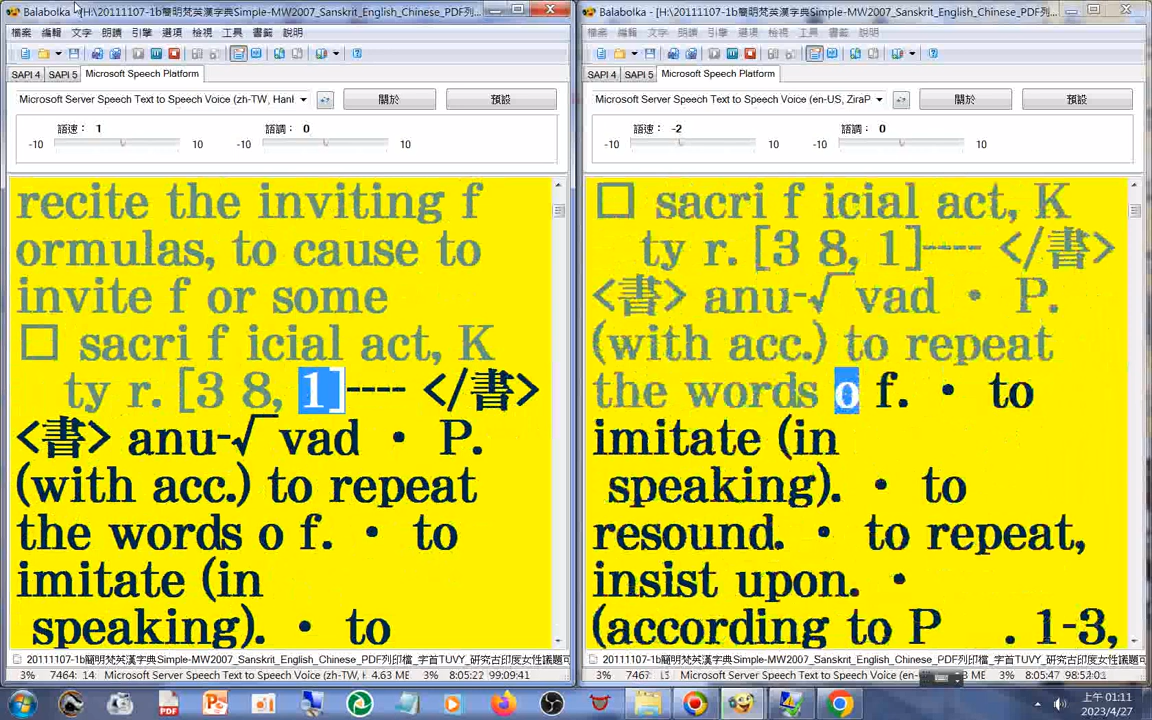 Balabolka - [H:\20111107-1b簡明梵英漢字典Simple-MW2007_Sanskrit_English_Chinese_PDF列...
檔案 編輯 文字 朗讀 引擎 選項 檢視 工具 書籤 說明
SAPI 4 SAPI 5 Microsoft Speech Platform
Microsoft Server Speech Text to Speech Voice (zh-TW, HanI 關於 預設
語速： 1 語調： 0
-10 10 -10 10
recite the inviting f
ormulas, to cause to
invite f or some
□ sacri f icial act, K
ty r. [3 8, 1]---- </書>
<書> anu-√ vad • P.
(with acc.) to repeat
the words o f. • to
imitate (in
speaking). • to
20111107-1b簡明梵英漢字典Simple-MW2007_Sanskrit_English_Chinese_PDF列印檔_字首TUVY_研究古印度女性議題可
3% 7464: 14 Microsoft Server Speech Text to Speech Voice (zh-TW, H 4.63 MB 3% 8:05:22 99:09:41
Balabolka - [H:\20111107-1b簡明梵英漢字典Simple-MW2007_Sanskrit_English_Chinese_PDF列...
檔案 編輯 文字 朗讀 引擎 選項 檢視 工具 書籤 說明
SAPI 4 SAPI 5 Microsoft Speech Platform
Microsoft Server Speech Text to Speech Voice (en-US, ZiraP 關於 預設
語速： -2 語調： 0
-10 10 -10 10
□ sacri f icial act, K
ty r. [3 8, 1]---- </書>
<書> anu-√ vad • P.
(with acc.) to repeat
the words o f. • to
imitate (in
speaking). • to
resound. • to repeat,
insist upon. •
(according to P . 1-3,
20111107-1b簡明梵英漢字典Simple-MW2007_Sanskrit_English_Chinese_PDF列印檔_字首TUVY_研究古印度女性議題可
3% 7467: Microsoft Server Speech Text to Speech Voice (en-US, 3% 8:05:47
上午 01:11
2023/4/27